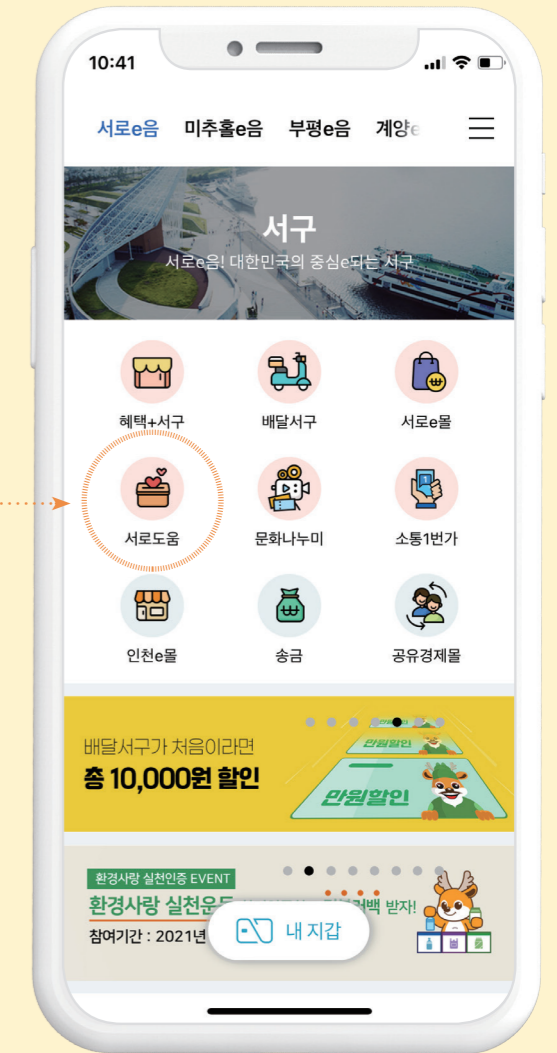 10:41
서로e음 미추홀e음 부평e음 계양e
서구
서로e음! 대한민국의 중심e되는 서구
혜택+서구 배달서구 서로e몰
서로도움 문화나누미 소통1번가
인천e몰 송금 공유경제몰
배달서구가 처음이라면
총 10,000원 할인
만원할인
만원할인
환경사랑 실천인증 EVENT
환경사랑 실천운동 받자!
참여기간 : 2021년
내 지갑